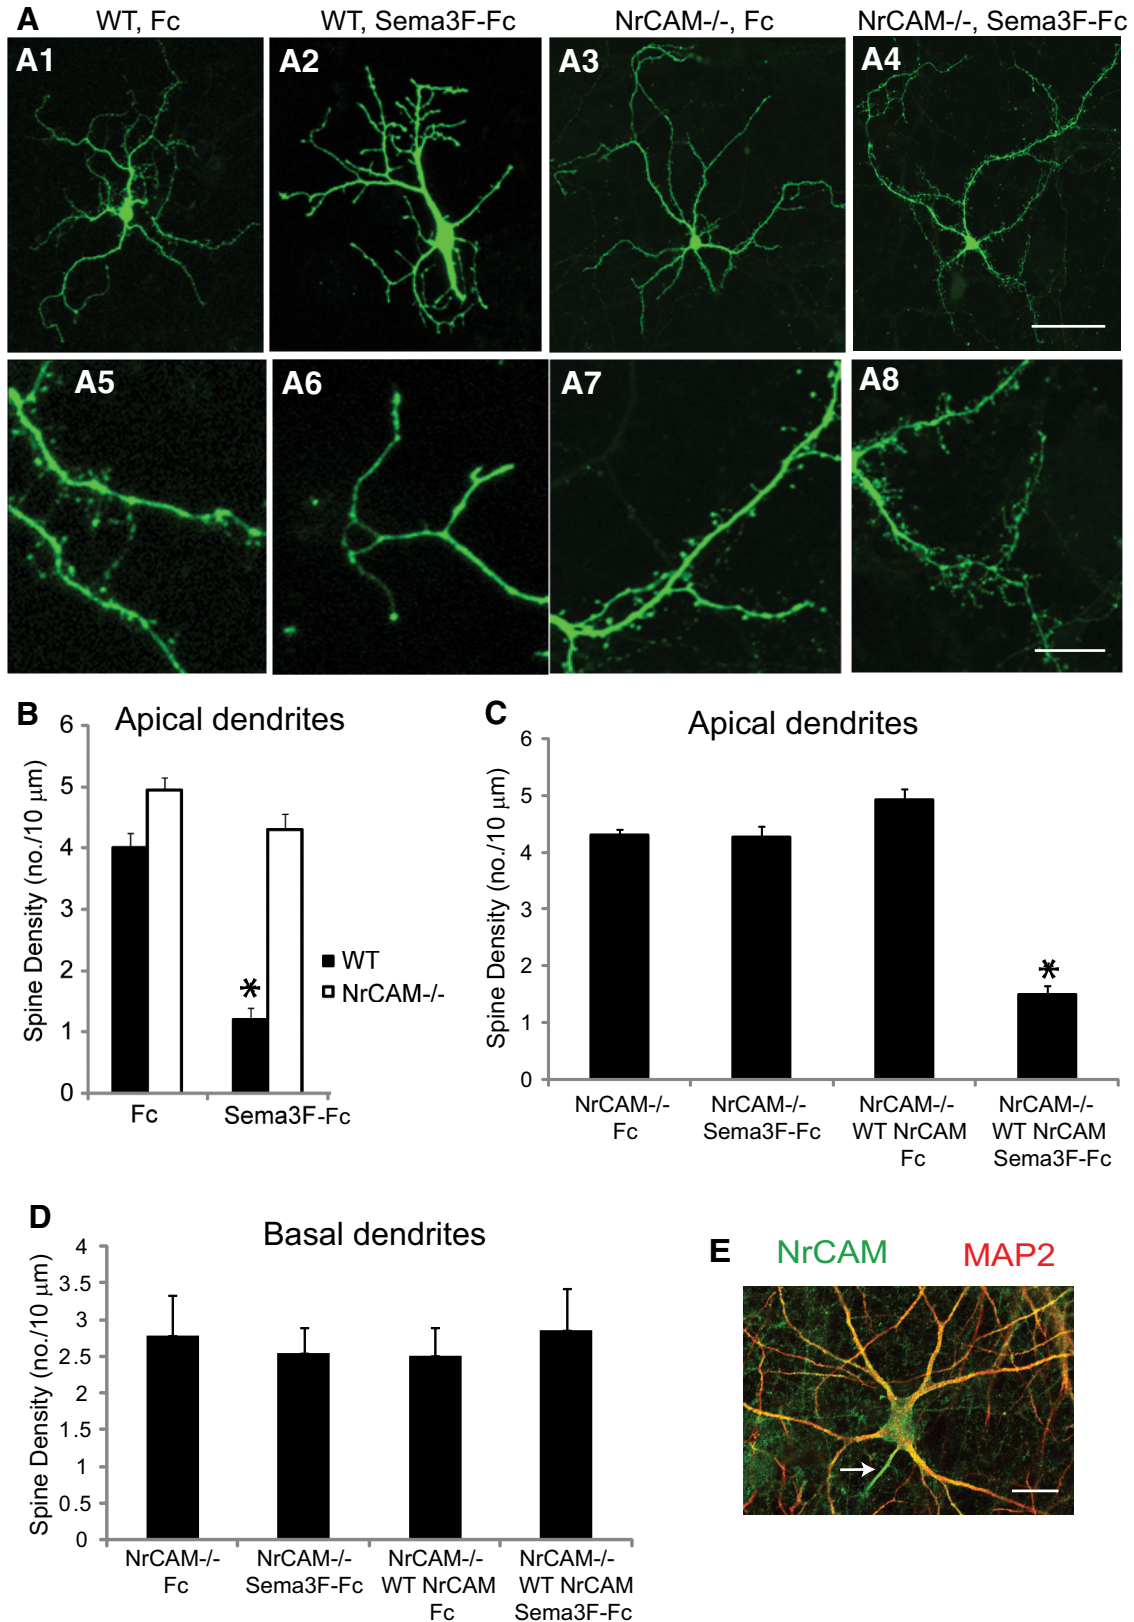 A
WT, Fc
WT, Sema3F-Fc
NrCAM-/-, Fc
NrCAM-/-, Sema3F-Fc
A1
A2
A3
A4
A5
A6
A7
A8
B
Apical dendrites
Spine Density (no./10 µm)
6
5
4
3
2
1
0
*
WT
NrCAM-/-
Fc
Sema3F-Fc
C
Apical dendrites
Spine Density (no./10 µm)
6
5
4
3
2
1
0
*
NrCAM-/-
Fc
NrCAM-/-
Sema3F-Fc
NrCAM-/-
WT NrCAM
Fc
NrCAM-/-
WT NrCAM
Sema3F-Fc
D
Basal dendrites
Spine Density (no./10 µm)
4
3.5
3
2.5
2
1.5
1
0.5
0
NrCAM-/-
Fc
NrCAM-/-
Sema3F-Fc
NrCAM-/-
WT NrCAM
Fc
NrCAM-/-
WT NrCAM
Sema3F-Fc
E
NrCAM
MAP2